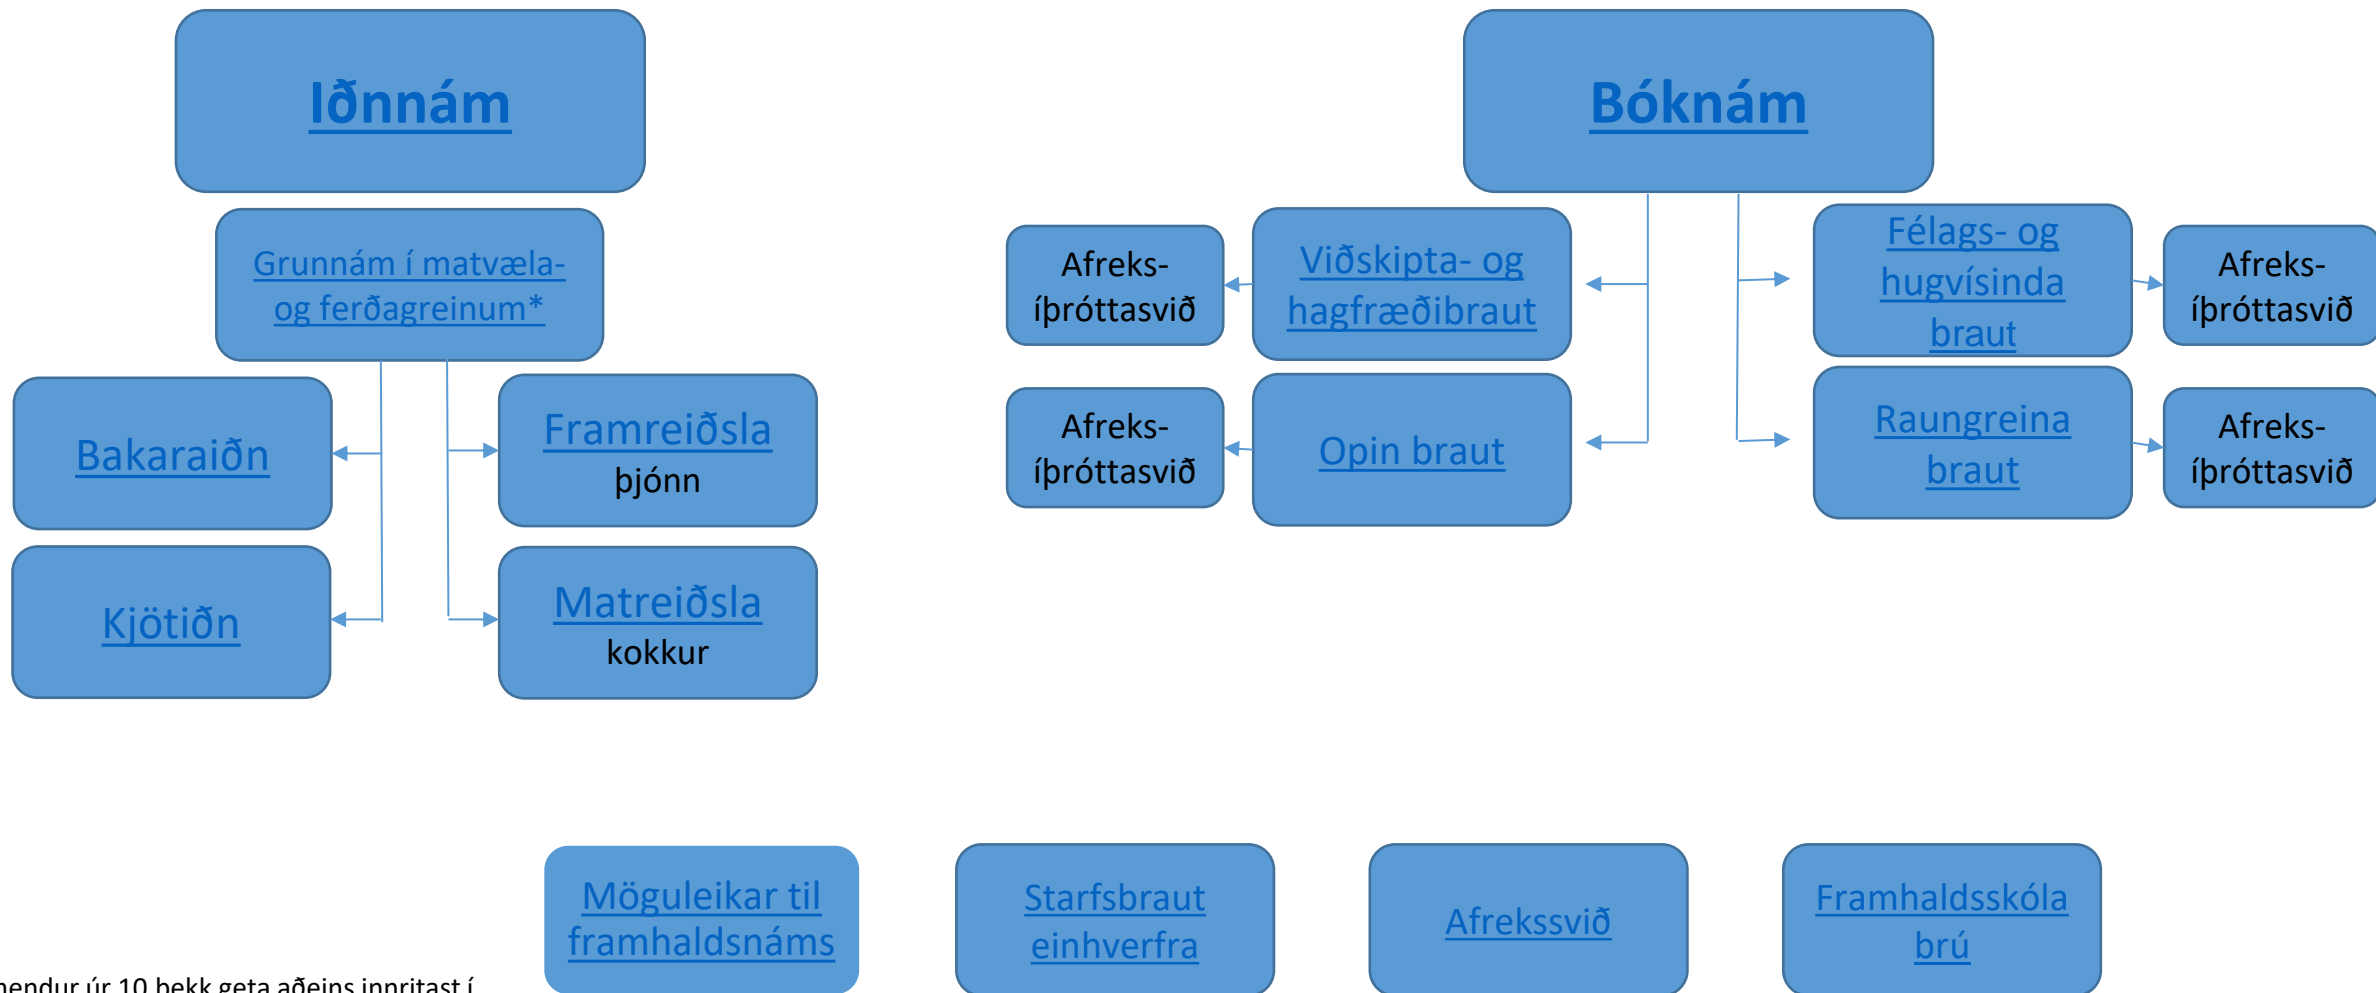 Iðnnám
Grunnám í matvæla-
og ferðagreinum*
Bakaraiðn
Framreiðsla
þjónn
Kjötiðn
Matreiðsla
kokkur
Bóknám
Afreks-
íþróttasvið
Viðskipta- og
hagfræðibraut
Félags- og
hugvísinda
braut
Afreks-
íþróttasvið
Afreks-
íþróttasvið
Opin braut
Raungreina
braut
Afreks-
íþróttasvið
Möguleikar til
framhaldsnáms
Starfsbraut
einhverfra
Afrekssvið
Framhaldsskóla
brú
úr 10 bekk geta aðeins innritast í